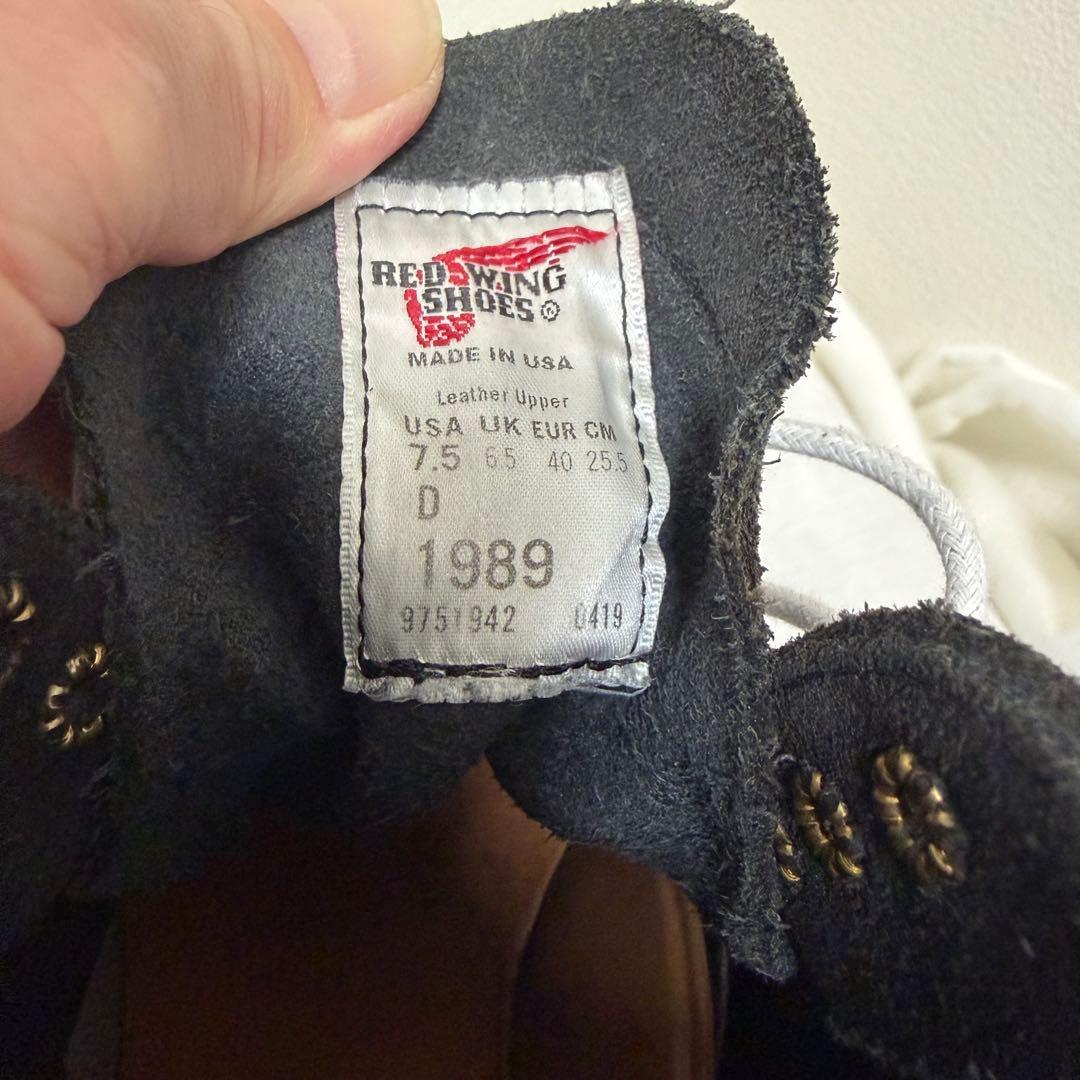 RED WING
SHOES®
MADE IN USA
Leather Upper
USA UK EUR CM
7.5 6.5 40 25.5
D
1989
9751942 0419